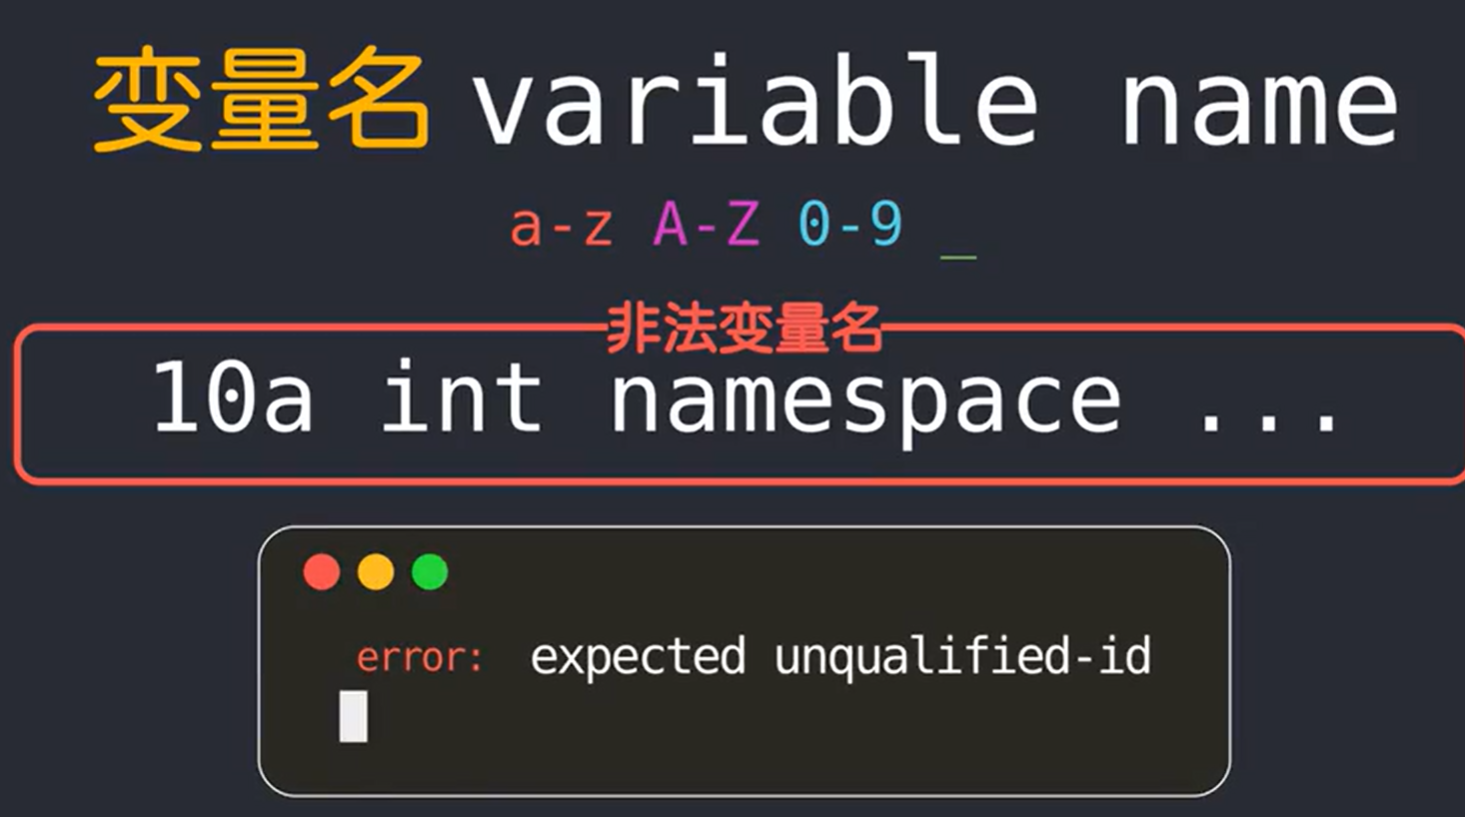 变量名 variable name
a-z A-Z 0-9 _
非法变量名
10a int namespace ...
error: expected unqualified-id